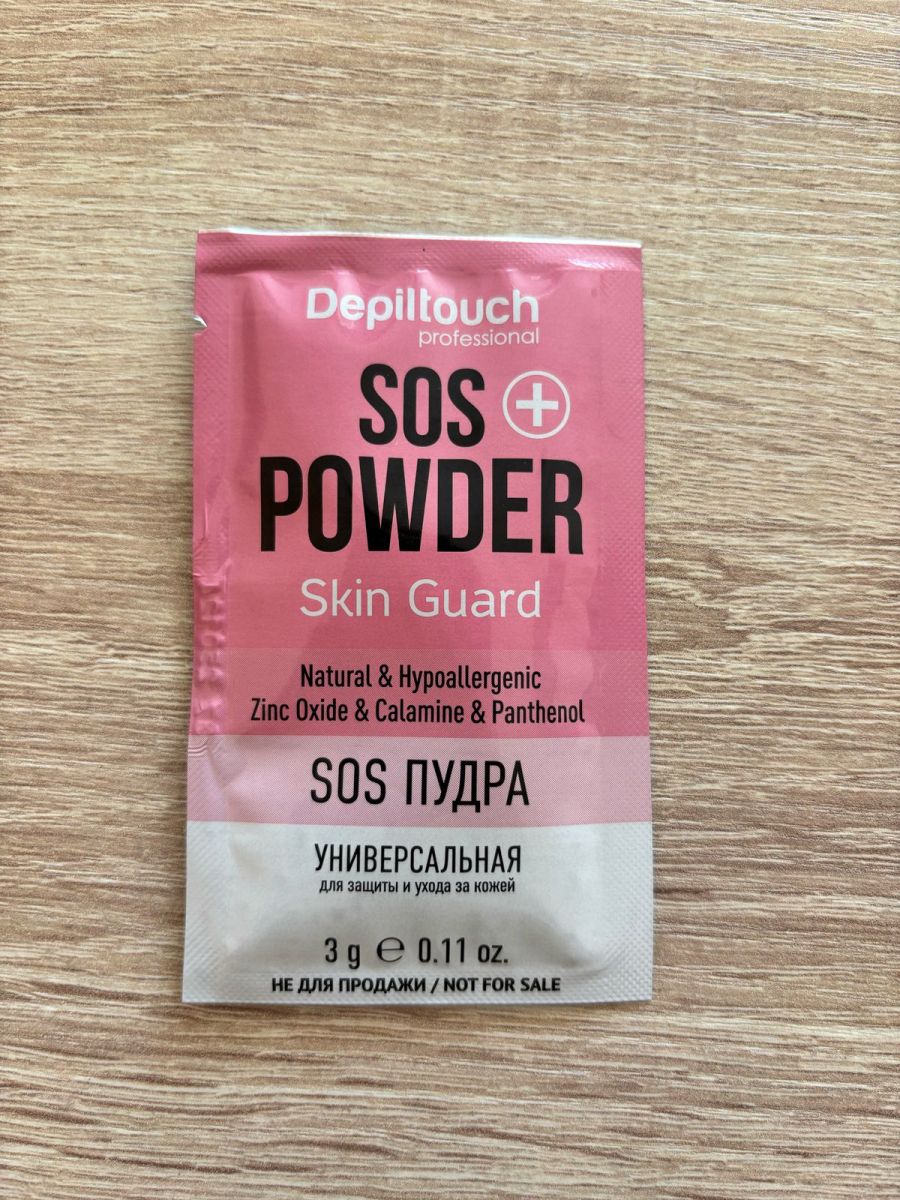 Depiltouch
professional
SOS
POWDER
Skin Guard
Natural & Hypoallergenic
Zinc Oxide & Calamine & Panthenol
SOS ПУДРА
УНИВЕРСАЛЬНАЯ
для защиты и ухода за кожей
3 g ℮ 0.11 oz.
НЕ ДЛЯ ПРОДАЖИ / NOT FOR SALE